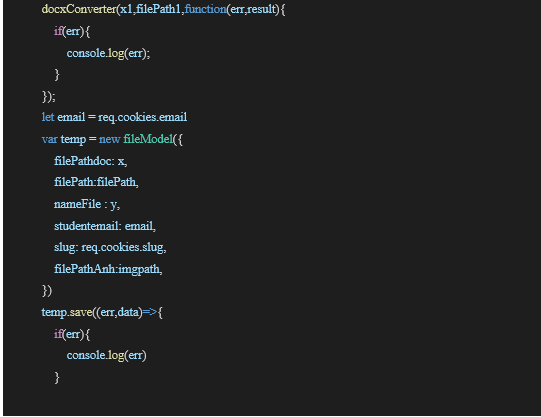 docxConverter(x1,filePath1,function(err,result){
if(err){
console.log(err);
}
});
let email = req.cookies.email
var temp = new fileModel({
filePathdoc: x,
filePath:filePath,
nameFile : y,
studentemail: email,
slug: req.cookies.slug,
filePathAnh:imgpath,
})
temp.save((err,data)=>{
if(err){
console.log(err)
}